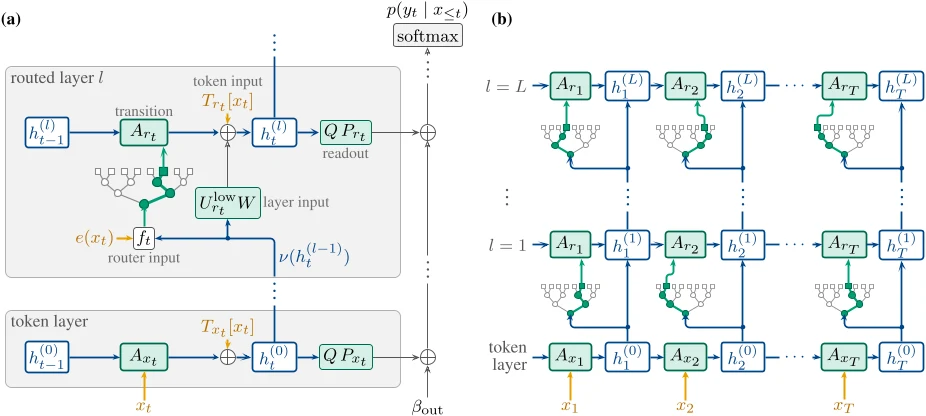 (a)
p(y_t | x_≤t)
softmax
routed layer l
token input
transition
T_{r_t}[x_t]
h_{t-1}^{(l)}
A_{r_t}
h_t^{(l)}
Q P_{r_t}
readout
U_{r_t}^{low} W
layer input
e(x_t)
f_t
router input
ν(h_t^{(l-1)})
token layer
T_{x_t}[x_t]
h_{t-1}^{(0)}
A_{x_t}
h_t^{(0)}
Q P_{x_t}
x_t
β_out
(b)
l = L
A_{r_1} h_1^{(L)} A_{r_2} h_2^{(L)} ··· A_{r_T} h_T^{(L)}
l = 1
A_{r_1} h_1^{(1)} A_{r_2} h_2^{(1)} ··· A_{r_T} h_T^{(1)}
token
layer
A_{x_1} h_1^{(0)} A_{x_2} h_2^{(0)} ··· A_{x_T} h_T^{(0)}
x_1 x_2 x_T